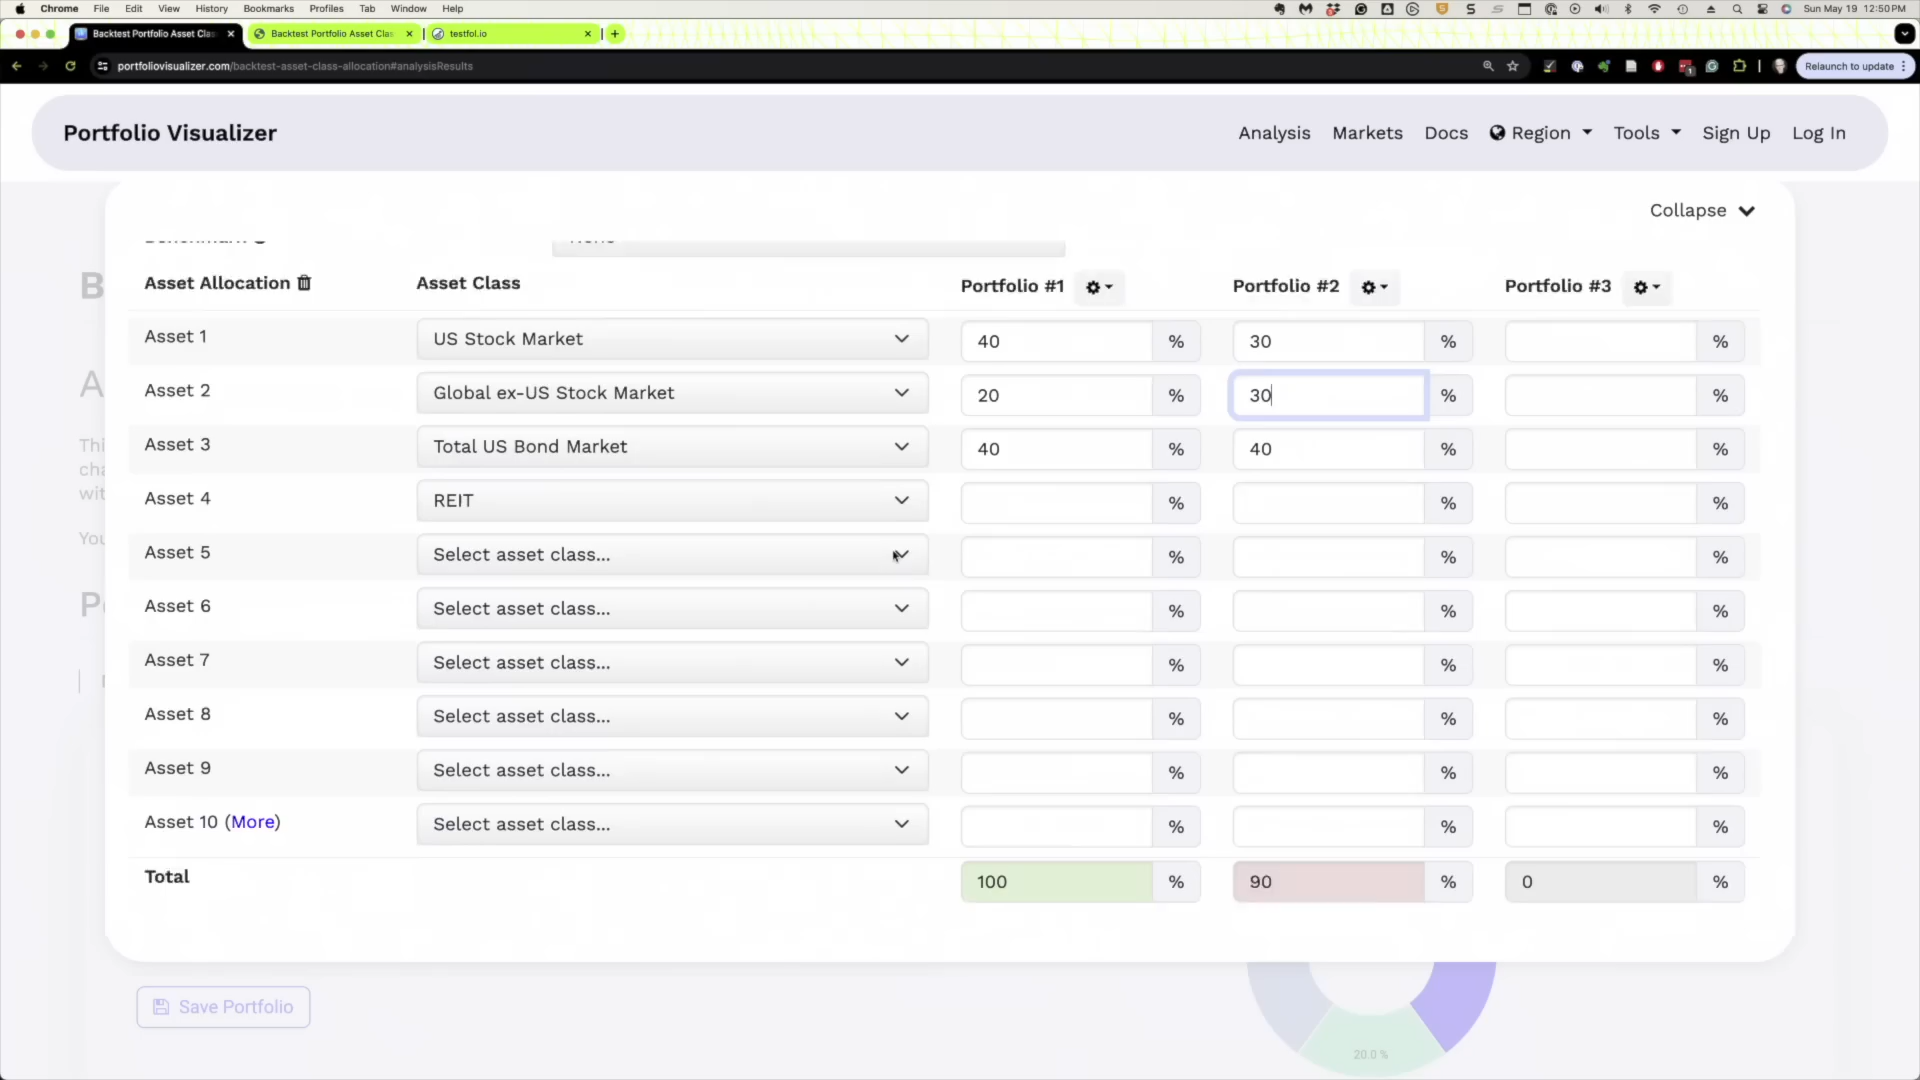 Chrome File Edit View History Bookmarks Profiles Tab Window Help Sun May 19 12:50 PM
Backtest Portfolio Asset Clas Backtest Portfolio Asset Clas testfol.io
portfoliovisualizer.com/backtest-asset-class-allocation#analysisResults Relaunch to update
Portfolio Visualizer Analysis Markets Docs Region Tools Sign Up Log In
Collapse
Asset Allocation Asset Class Portfolio #1 Portfolio #2 Portfolio #3
Asset 1 US Stock Market 40 % 30 % %
Asset 2 Global ex-US Stock Market 20 % 30 % %
Asset 3 Total US Bond Market 40 % 40 % %
Asset 4 REIT % % %
Asset 5 Select asset class... % % %
Asset 6 Select asset class... % % %
Asset 7 Select asset class... % % %
Asset 8 Select asset class... % % %
Asset 9 Select asset class... % % %
Asset 10 (More) Select asset class... % % %
Total 100 % 90 % 0 %
Save Portfolio
20.0 %